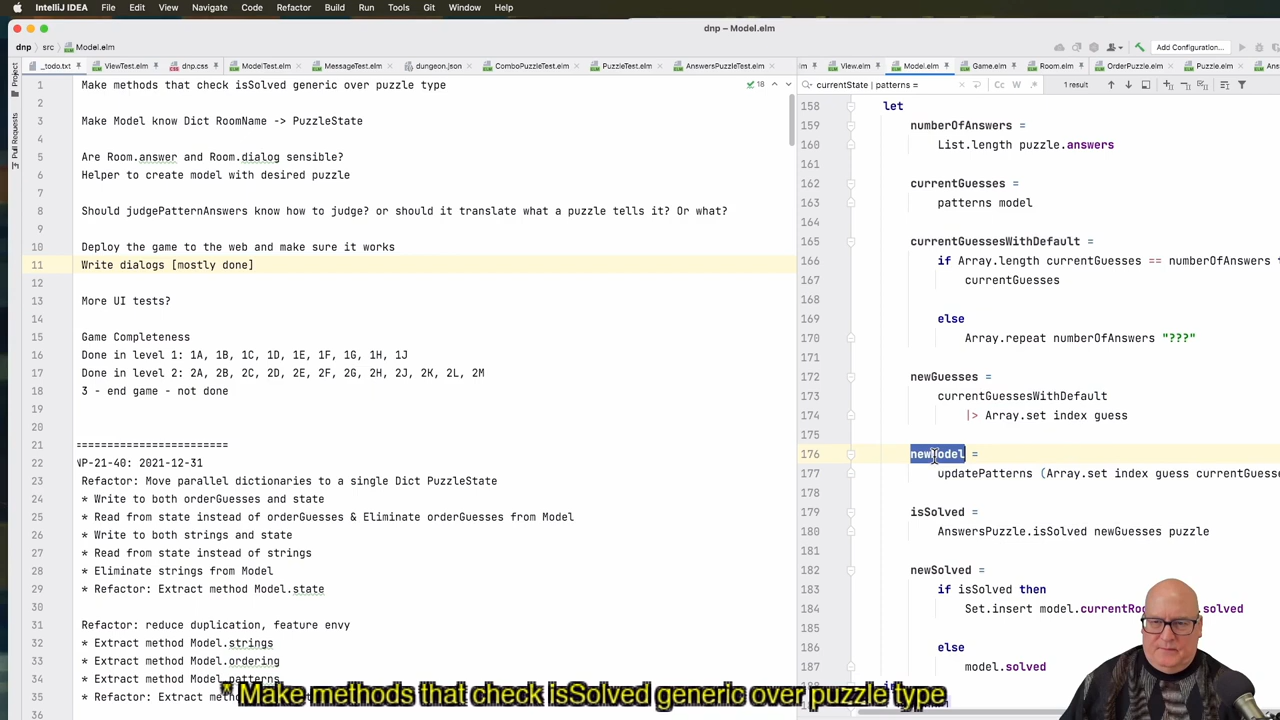 IntelliJ IDEA File Edit View Navigate Code Refactor Build Run Tools Git Window Help
dnp – Model.elm
dnp src Model.elm
Add Configuration...
_todo.txt ViewTest.elm dnp.css ModelTest.elm MessageTest.elm dungeon.json ComboPuzzleTest.elm PuzzleTest.elm AnswersPuzzleTest.elm
View.elm Model.elm Game.elm Room.elm OrderPuzzle.elm Puzzle.elm
Project
Pull Requests
1 Make methods that check isSolved generic over puzzle type
18
2
3 Make Model know Dict RoomName -> PuzzleState
4
5 Are Room.answer and Room.dialog sensible?
6 Helper to create model with desired puzzle
7
8 Should judgePatternAnswers know how to judge? or should it translate what a puzzle tells it? Or what?
9
10 Deploy the game to the web and make sure it works
11 Write dialogs [mostly done]
12
13 More UI tests?
14
15 Game Completeness
16 Done in level 1: 1A, 1B, 1C, 1D, 1E, 1F, 1G, 1H, 1J
17 Done in level 2: 2A, 2B, 2C, 2D, 2E, 2F, 2G, 2H, 2J, 2K, 2L, 2M
18 3 - end game - not done
19
20
21 ========================
22 NP-21-40: 2021-12-31
23 Refactor: Move parallel dictionaries to a single Dict PuzzleState
24 * Write to both orderGuesses and state
25 * Read from state instead of orderGuesses & Eliminate orderGuesses from Model
26 * Write to both strings and state
27 * Read from state instead of strings
28 * Eliminate strings from Model
29 * Refactor: Extract method Model.state
30
31 Refactor: reduce duplication, feature envy
32 * Extract method Model.strings
33 * Extract method Model.ordering
34 * Extract method Model.patterns
35 * Refactor: Extract
36
currentState | patterns =
Cc W 1 result
158 let
159 numberOfAnswers =
160 List.length puzzle.answers
161
162 currentGuesses =
163 patterns model
164
165 currentGuessesWithDefault =
166 if Array.length currentGuesses == numberOfAnswers
167 currentGuesses
168
169 else
170 Array.repeat numberOfAnswers "???"
171
172 newGuesses =
173 currentGuessesWithDefault
174 |> Array.set index guess
175
176 newModel =
177 updatePatterns (Array.set index guess
178
179 isSolved =
180 AnswersPuzzle.isSolved newGuesses puzzle
181
182 newSolved =
183 if isSolved then
184 Set.insert solved
185
186 else
187 model.solved
* Make methods that check isSolved generic over puzzle type